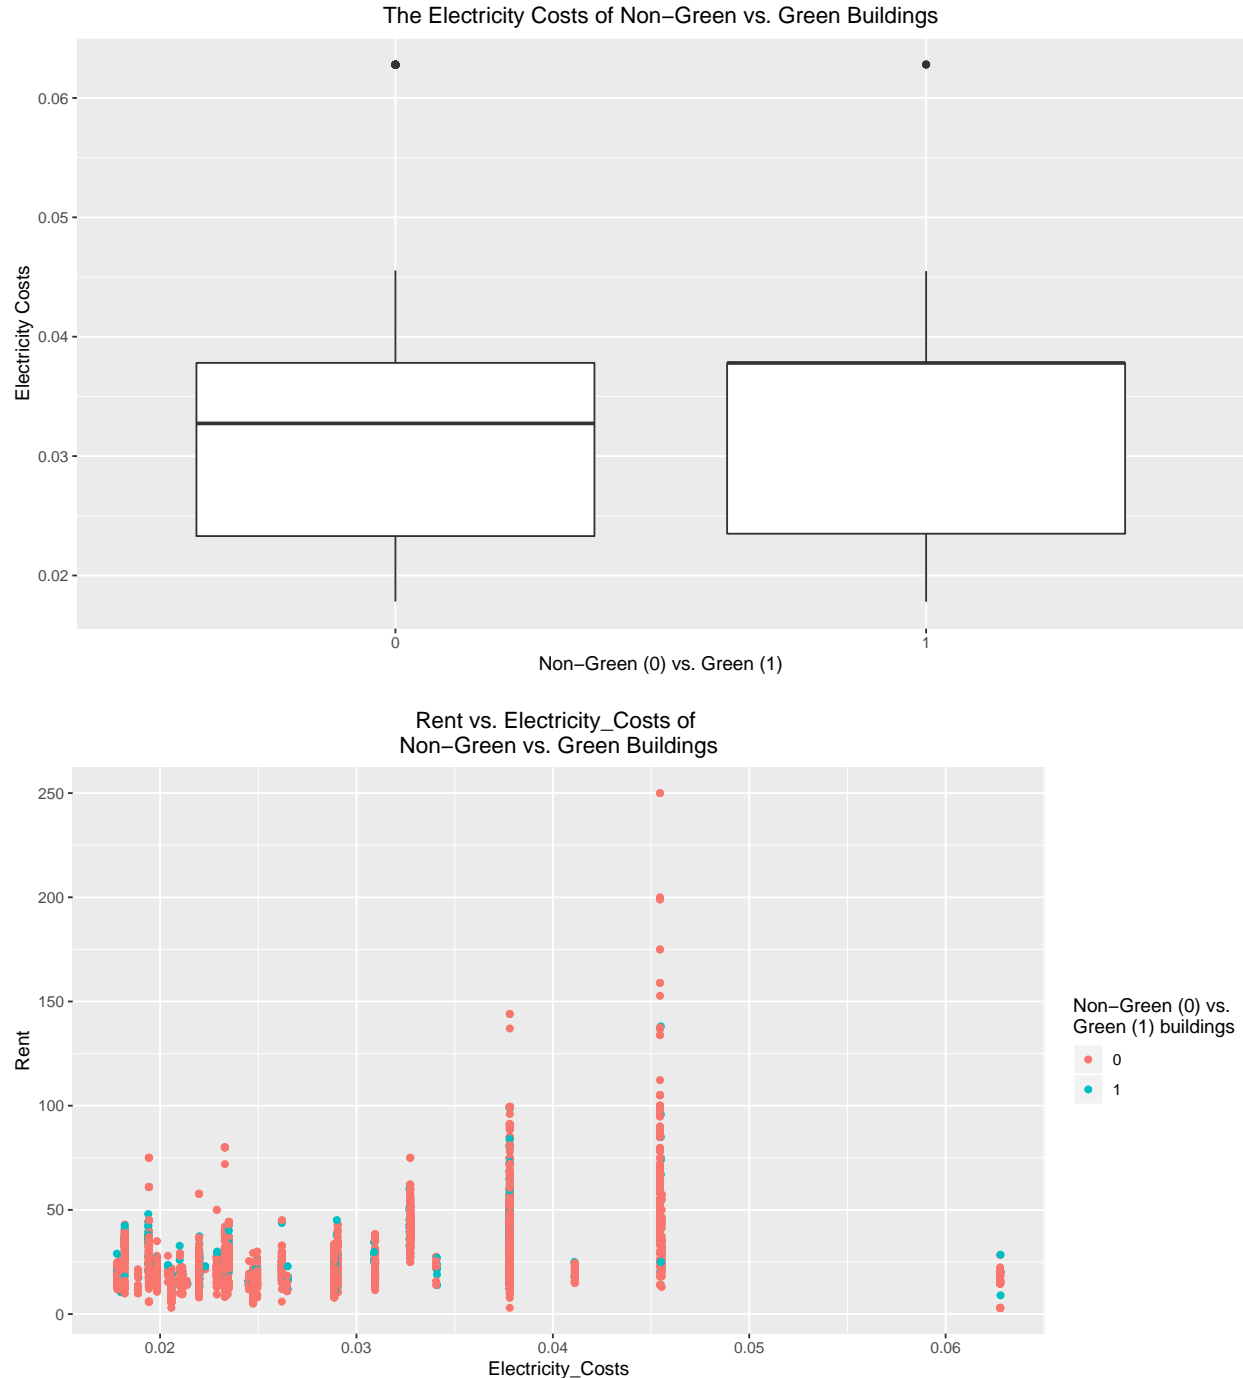 The Electricity Costs of Non−Green vs. Green Buildings
0.06
0.05
0.04
0.03
0.02
Electricity Costs
0
1
Non−Green (0) vs. Green (1)
Rent vs. Electricity_Costs of
Non−Green vs. Green Buildings
250
200
150
100
50
0
Rent
0.02
0.03
0.04
0.05
0.06
Electricity_Costs
Non−Green (0) vs.
Green (1) buildings
0
1